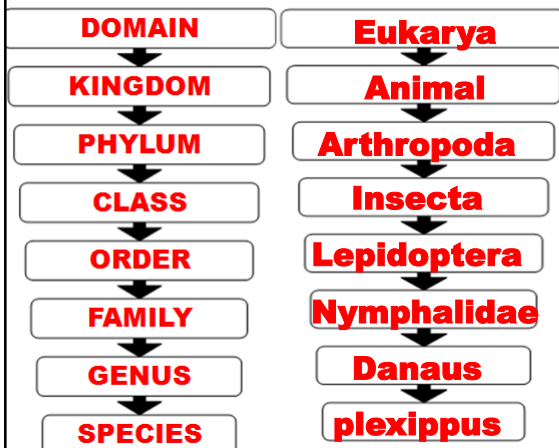 DOMAIN Eukarya
KINGDOM Animal
PHYLUM Arthropoda
CLASS Insecta
ORDER Lepidoptera
FAMILY Nymphalidae
GENUS Danaus
SPECIES plexippus